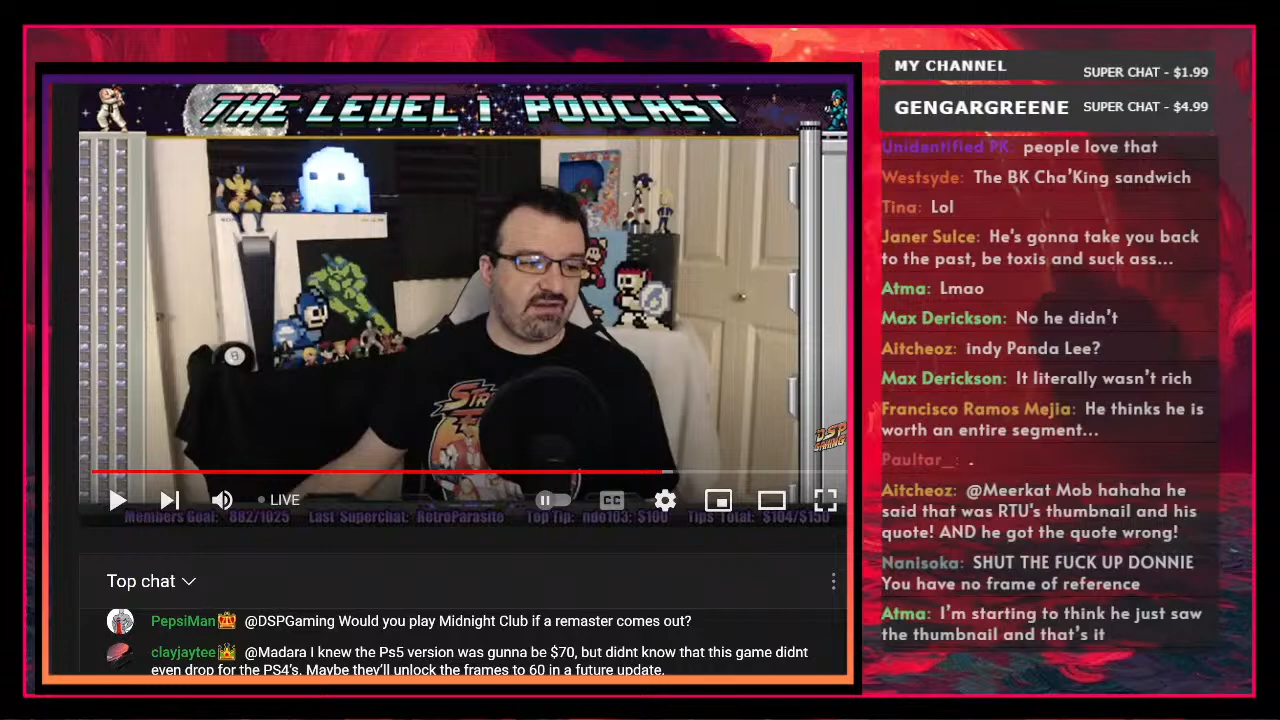 THE LEVEL 1 PODCAST
DSP
GAMING
LIVE
CC
Members Goal: 882/1025 Last Superchat: RetroParasite Top Tip: ndo103: $100 Tips Total: $104/$150
Top chat
PepsiMan @DSPGaming Would you play Midnight Club if a remaster comes out?
clayjaytee @Madara I knew the Ps5 version was gunna be $70, but didnt know that this game didnt
even drop for the PS4's. Maybe they'll unlock the frames to 60 in a future update.
MY CHANNEL SUPER CHAT - $1.99
GENGARGREENE SUPER CHAT - $4.99
Unidentified PK: people love that
Westsyde: The BK Cha'King sandwich
Tina: Lol
Janer Sulce: He's gonna take you back
to the past, be toxis and suck ass...
Atma: Lmao
Max Derickson: No he didn't
Aitcheoz: indy Panda Lee?
Max Derickson: It literally wasn't rich
Francisco Ramos Mejia: He thinks he is
worth an entire segment...
Paultar_: .
Aitcheoz: @Meerkat Mob hahaha he
said that was RTU's thumbnail and his
quote! AND he got the quote wrong!
Nanisoka: SHUT THE FUCK UP DONNIE
You have no frame of reference
Atma: I'm starting to think he just saw
the thumbnail and that's it